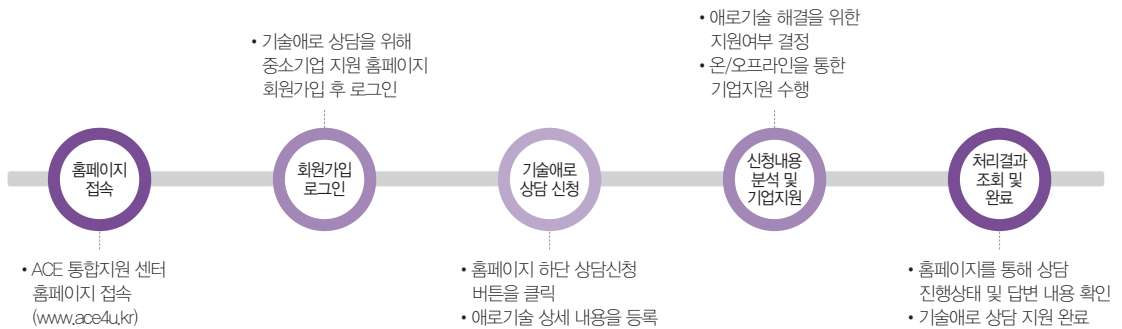 홈페이지
접속
• ACE 통합지원 센터
홈페이지 접속
(www.ace4u.kr)
• 기술애로 상담을 위해
중소기업 지원 홈페이지
회원가입 후 로그인
회원가입
로그인
기술애로
상담 신청
• 홈페이지 하단 상담신청
버튼을 클릭
• 애로기술 상세 내용을 등록
• 애로기술 해결을 위한
지원여부 결정
• 온/오프라인을 통한
기업지원 수행
신청내용
분석 및
기업지원
처리결과
조회 및
완료
• 홈페이지를 통해 상담
진행상태 및 답변 내용 확인
• 기술애로 상담 지원 완료